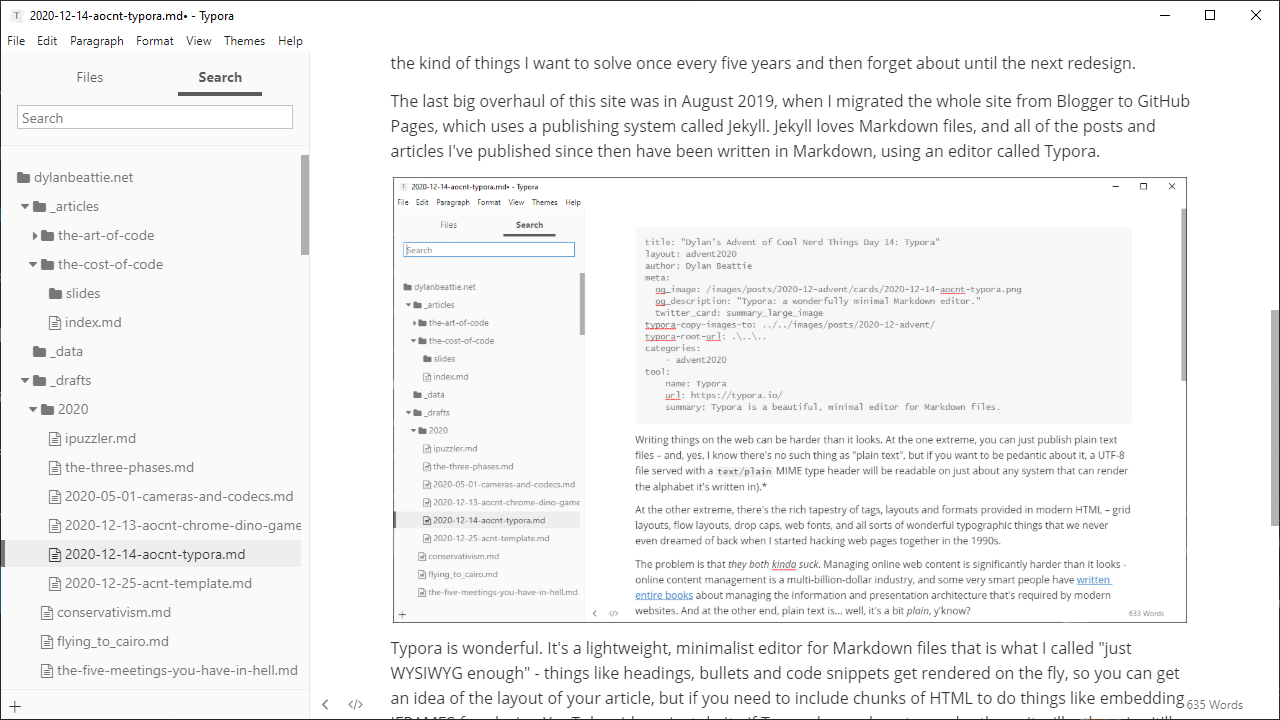 2020-12-14-aocnt-typora.md• - Typora
File Edit Paragraph Format View Themes Help
Files Search
Search
dylanbeattie.net
_articles
the-art-of-code
the-cost-of-code
slides
index.md
_data
_drafts
2020
ipuzzler.md
the-three-phases.md
2020-05-01-cameras-and-codecs.md
2020-12-13-aocnt-chrome-dino-game
2020-12-14-aocnt-typora.md
2020-12-25-acnt-template.md
conservativism.md
flying_to_cairo.md
the-five-meetings-you-have-in-hell.md
the kind of things I want to solve once every five years and then forget about until the next redesign.
The last big overhaul of this site was in August 2019, when I migrated the whole site from Blogger to GitHub
Pages, which uses a publishing system called Jekyll. Jekyll loves Markdown files, and all of the posts and
articles I've published since then have been written in Markdown, using an editor called Typora.
2020-12-14-aocnt-typora.md• - Typora
File Edit Paragraph Format View Themes Help
Files Search
Search
dylanbeattie.net
_articles
the-art-of-code
the-cost-of-code
slides
index.md
_data
_drafts
2020
ipuzzler.md
the-three-phases.md
2020-05-01-cameras-and-codecs.md
2020-12-13-aocnt-chrome-dino-game
2020-12-14-aocnt-typora.md
2020-12-25-acnt-template.md
conservativism.md
flying_to_cairo.md
the-five-meetings-you-have-in-hell.md
title: "Dylan's Advent of Cool Nerd Things Day 14: Typora"
layout: advent2020
author: Dylan Beattie
meta:
og_image: /images/posts/2020-12-advent/cards/2020-12-14-aocnt-typora.png
og_description: "Typora: a wonderfully minimal Markdown editor."
twitter_card: summary_large_image
typora-copy-images-to: ../../images/posts/2020-12-advent/
typora-root-url: .\..\..
categories:
- advent2020
tool:
name: Typora
url: https://typora.io/
summary: Typora is a beautiful, minimal editor for Markdown files.
Writing things on the web can be harder than it looks. At the one extreme, you can just publish plain text
files – and, yes, I know there's no such thing as "plain text", but if you want to be pedantic about it, a UTF-8
file served with a text/plain MIME type header will be readable on just about any system that can render
the alphabet it's written in).*
At the other extreme, there's the rich tapestry of tags, layouts and formats provided in modern HTML – grid
layouts, flow layouts, drop caps, web fonts, and all sorts of wonderful typographic things that we never
even dreamed of back when I started hacking web pages together in the 1990s.
The problem is that they both kinda suck. Managing online web content is significantly harder than it looks -
online content management is a multi-billion-dollar industry, and some very smart people have written
entire books about managing the information and presentation architecture that's required by modern
websites. And at the other end, plain text is... well, it's a bit plain, y'know?
633 Words
Typora is wonderful. It's a lightweight, minimalist editor for Markdown files that is what I called "just
WYSIWYG enough" - things like headings, bullets and code snippets get rendered on the fly, so you can get
an idea of the layout of your article, but if you need to include chunks of HTML to do things like embedding
635 Words